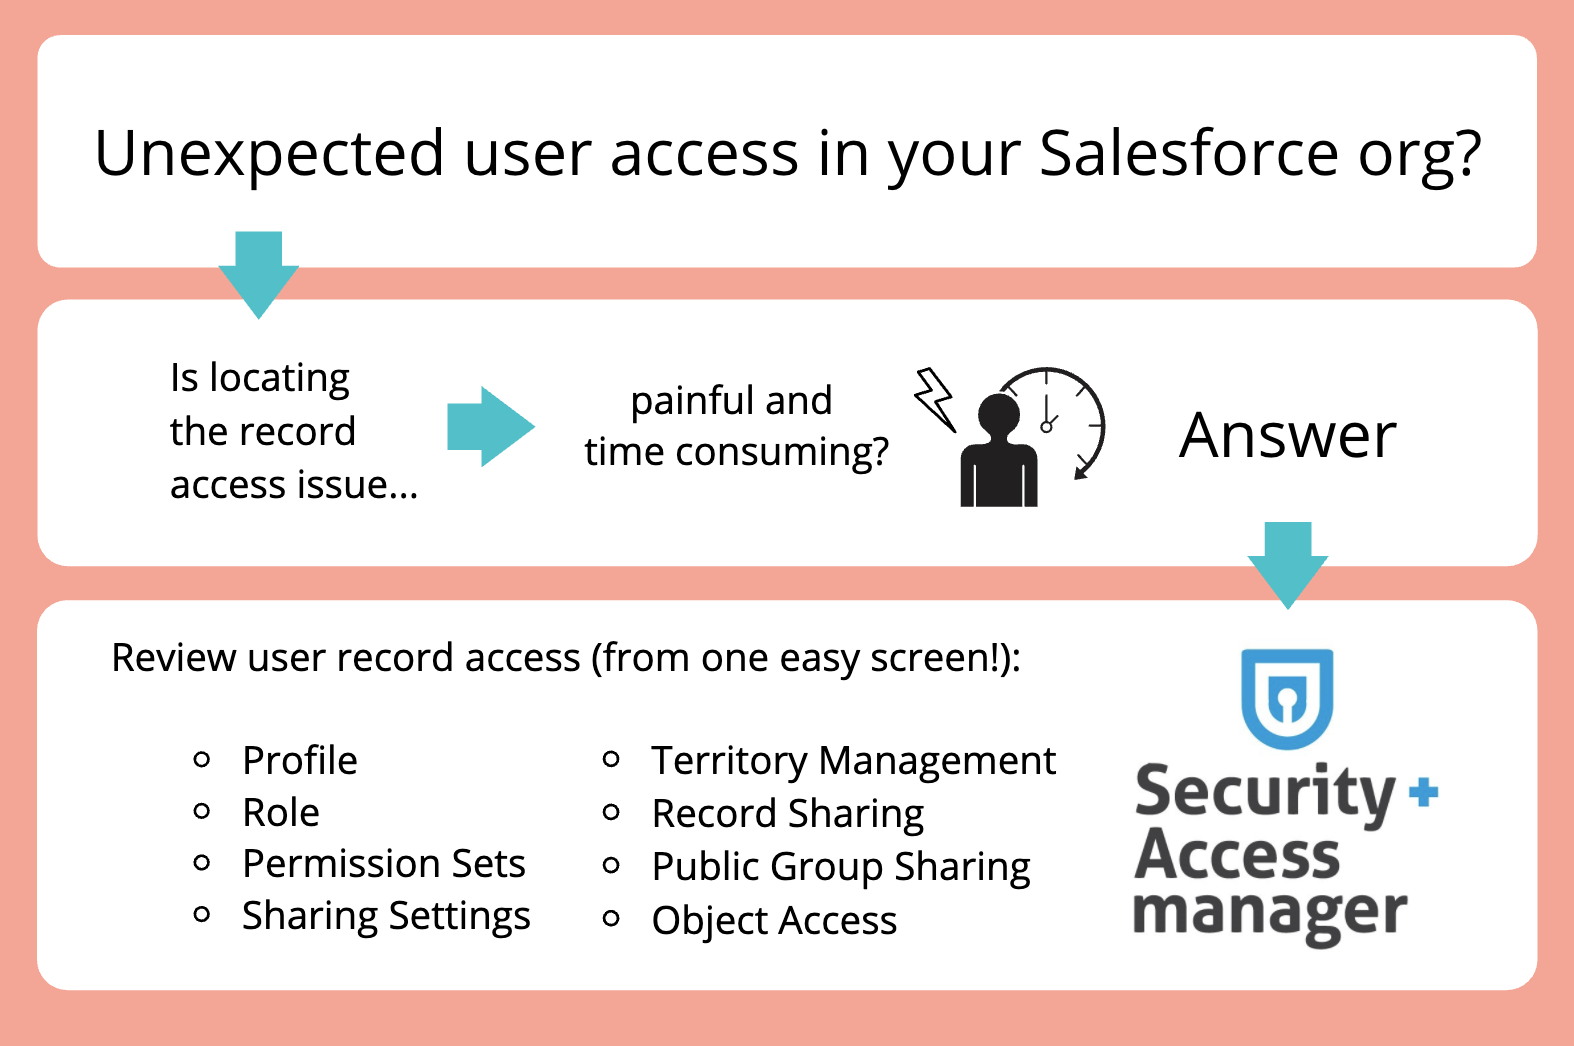 Unexpected user access in your Salesforce org?
Is locating
the record
access issue...
painful and
time consuming?
Answer
Review user record access (from one easy screen!):
Profile
Role
Permission Sets
Sharing Settings
Territory Management
Record Sharing
Public Group Sharing
Object Access
Security +
Access
manager